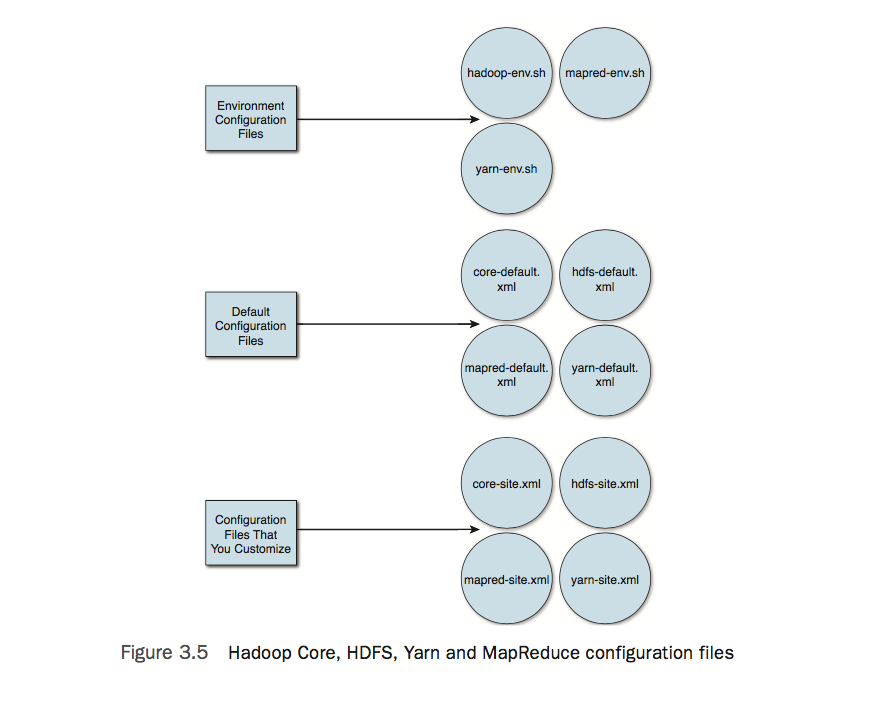 hadoop-env.sh
mapred-env.sh
Environment
Configuration
Files
yarn-env.sh
core-default.
xml
hdfs-default.
xml
Default
Configuration
Files
mapred-default.
xml
yarn-default.
xml
core-site.xml
hdfs-site.xml
Configuration
Files That
You Customize
mapred-site.xml
yarn-site.xml
Figure 3.5 Hadoop Core, HDFS, Yarn and MapReduce configuration files